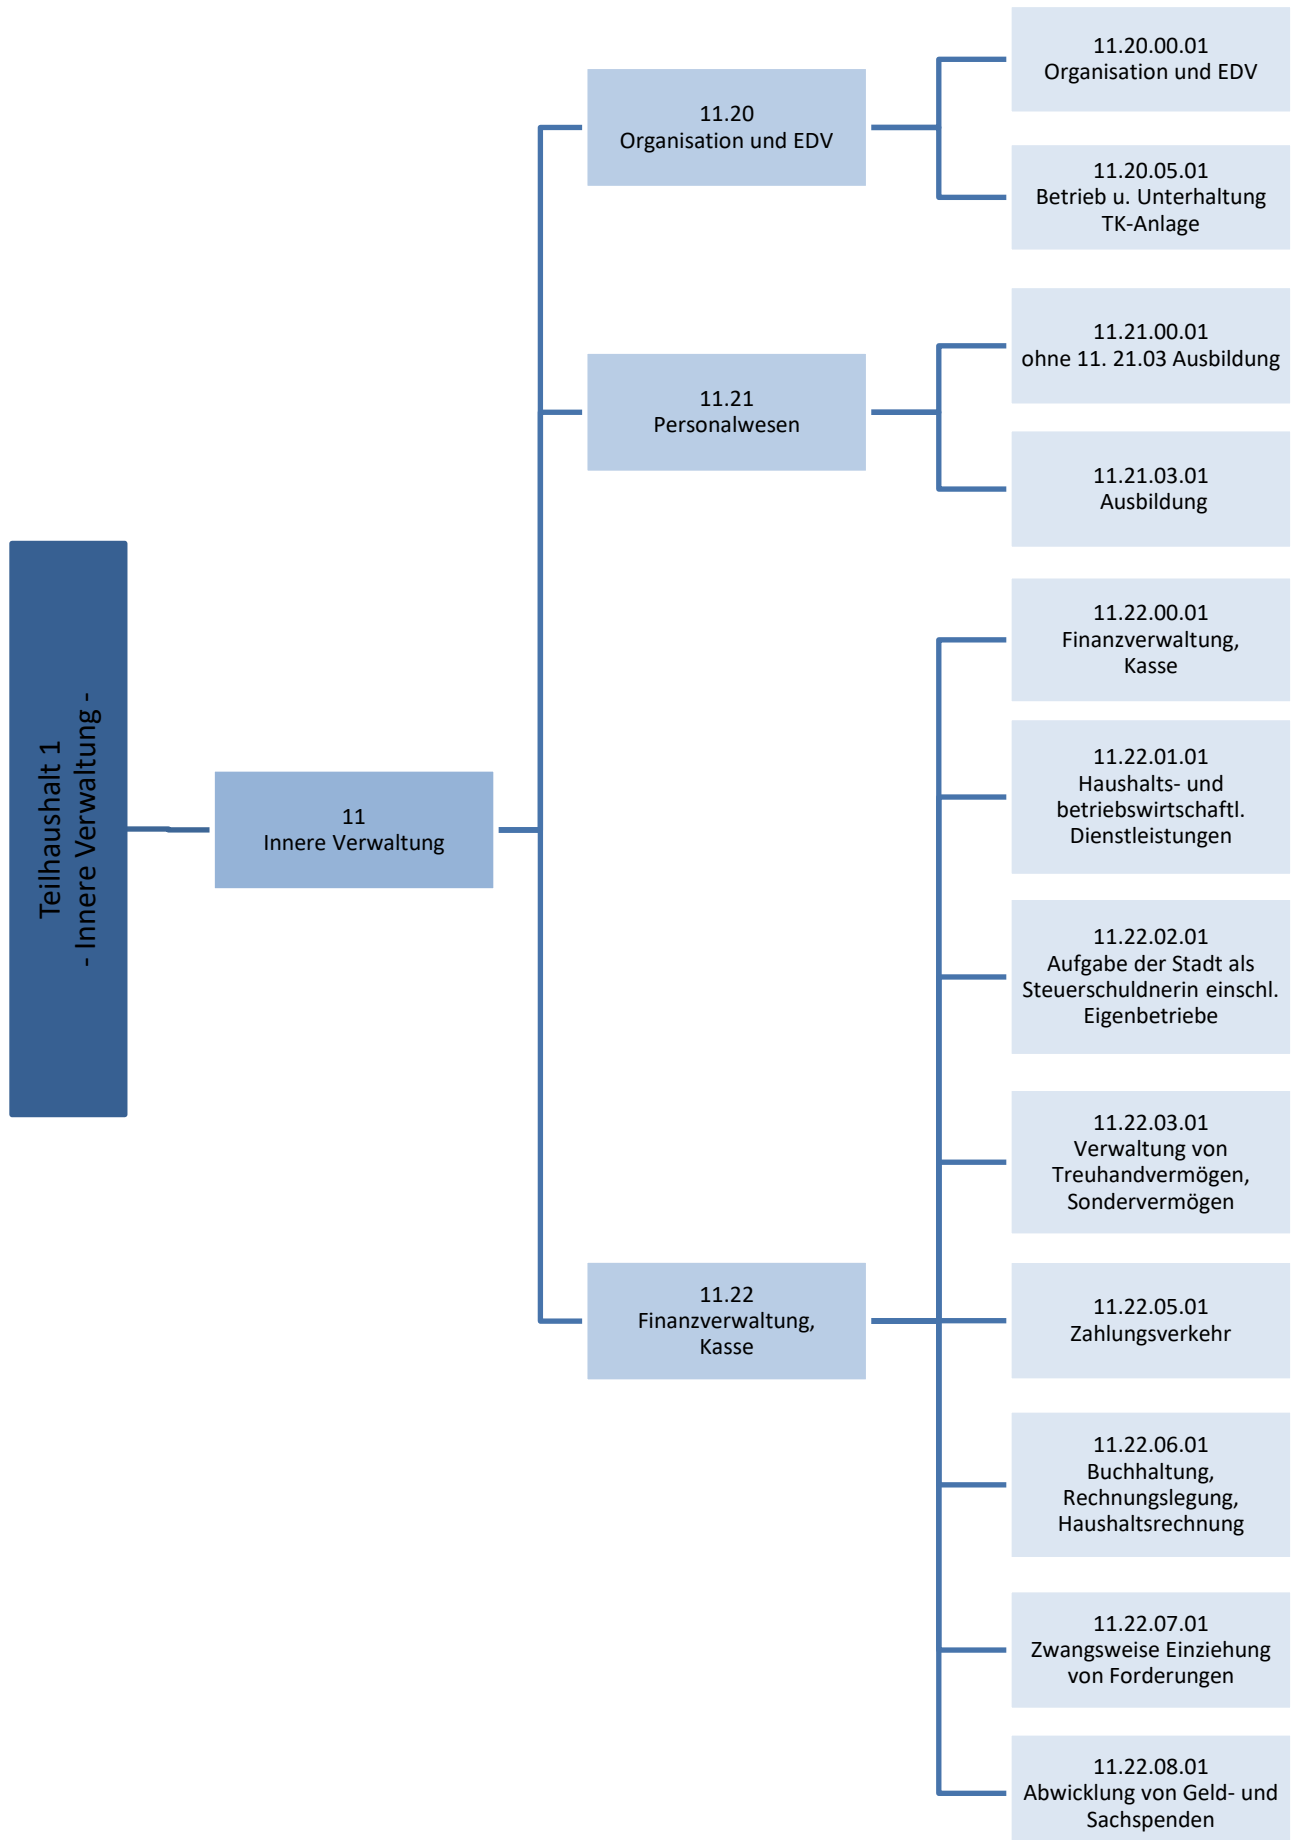 Teilhaushalt 1
- Innere Verwaltung -
11
Innere Verwaltung
11.20
Organisation und EDV
11.20.00.01
Organisation und EDV
11.20.05.01
Betrieb u. Unterhaltung
TK-Anlage
11.21
Personalwesen
11.21.00.01
ohne 11. 21.03 Ausbildung
11.21.03.01
Ausbildung
11.22
Finanzverwaltung,
Kasse
11.22.00.01
Finanzverwaltung,
Kasse
11.22.01.01
Haushalts- und
betriebswirtschaftl.
Dienstleistungen
11.22.02.01
Aufgabe der Stadt als
Steuerschuldnerin einschl.
Eigenbetriebe
11.22.03.01
Verwaltung von
Treuhandvermögen,
Sondervermögen
11.22.05.01
Zahlungsverkehr
11.22.06.01
Buchhaltung,
Rechnungslegung,
Haushaltsrechnung
11.22.07.01
Zwangsweise Einziehung
von Forderungen
11.22.08.01
Abwicklung von Geld- und
Sachspenden